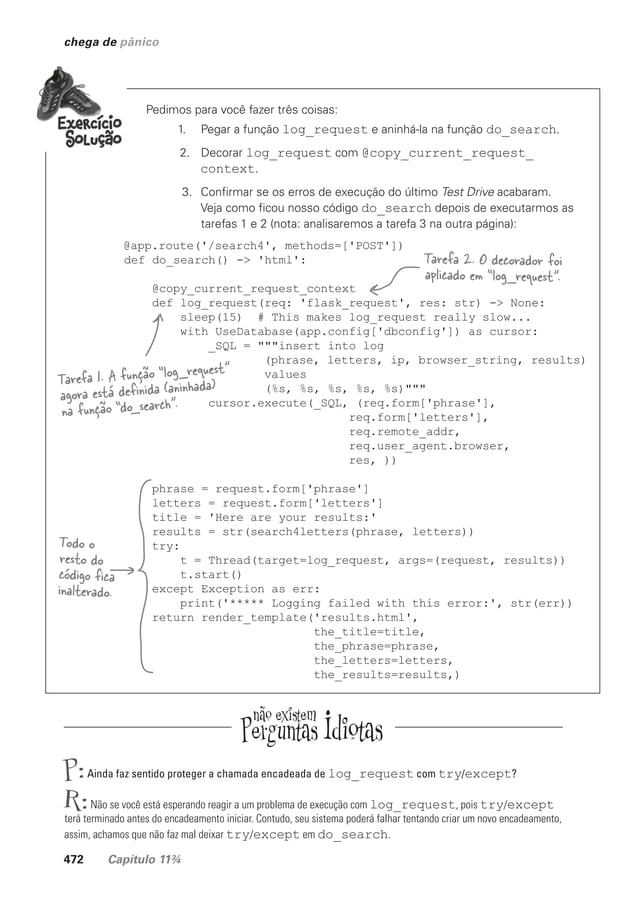 chega de pânico
Exercício
Solução
Pedimos para você fazer três coisas:
1. Pegar a função log_request e aninhá-la na função do_search.
2. Decorar log_request com @copy_current_request_
context.
3. Confirmar se os erros de execução do último Test Drive acabaram.
Veja como ficou nosso código do_search depois de executarmos as
tarefas 1 e 2 (nota: analisaremos a tarefa 3 na outra página):
@app.route('/search4', methods=['POST'])
def do_search() -> 'html':
Tarefa 2. O decorador foi
aplicado em "log_request".
@copy_current_request_context
def log_request(req: 'flask_request', res: str) -> None:
sleep(15)  # This makes log_request really slow...
with UseDatabase(app.config['dbconfig']) as cursor:
_SQL = """insert into log
(phrase, letters, ip, browser_string, results)
values
(%s, %s, %s, %s, %s)"""
cursor.execute(_SQL, (req.form['phrase'],
req.form['letters'],
req.remote_addr,
req.user_agent.browser,
res, ))
Tarefa 1. A função "log_request"
agora está definida (aninhada)
na função "do_search".
phrase = request.form['phrase']
letters = request.form['letters']
title = 'Here are your results:'
results = str(search4letters(phrase, letters))
try:
t = Thread(target=log_request, args=(request, results))
t.start()
except Exception as err:
print('***** Logging failed with this error:', str(err))
return render_template('results.html',
the_title=title,
the_phrase=phrase,
the_letters=letters,
the_results=results,)
Todo o
resto do
código fica
inalterado.
não existem
Perguntas Idiotas
P: Ainda faz sentido proteger a chamada encadeada de log_request com try/except?
R: Não se você está esperando reagir a um problema de execução com log_request, pois try/except
terá terminado antes do encadeamento iniciar. Contudo, seu sistema poderá falhar tentando criar um novo encadeamento,
assim, achamos que não faz mal deixar try/except em do_search.
472 Capítulo 11¾